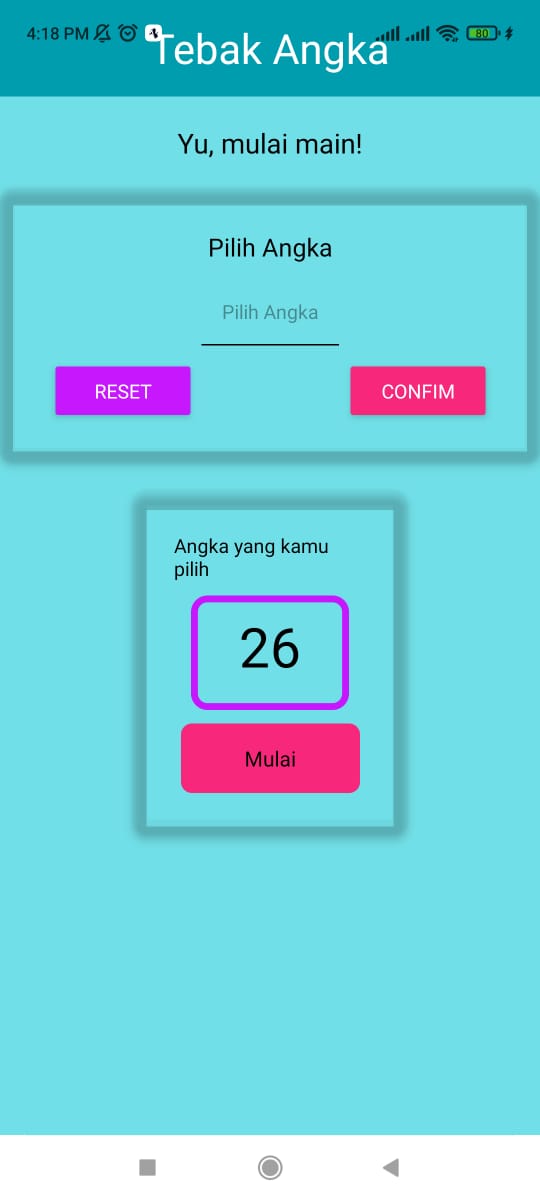 4:18 PM
80
Tebak Angka
Yu, mulai main!
Pilih Angka
Pilih Angka
RESET
CONFIM
Angka yang kamu
pilih
26
Mulai